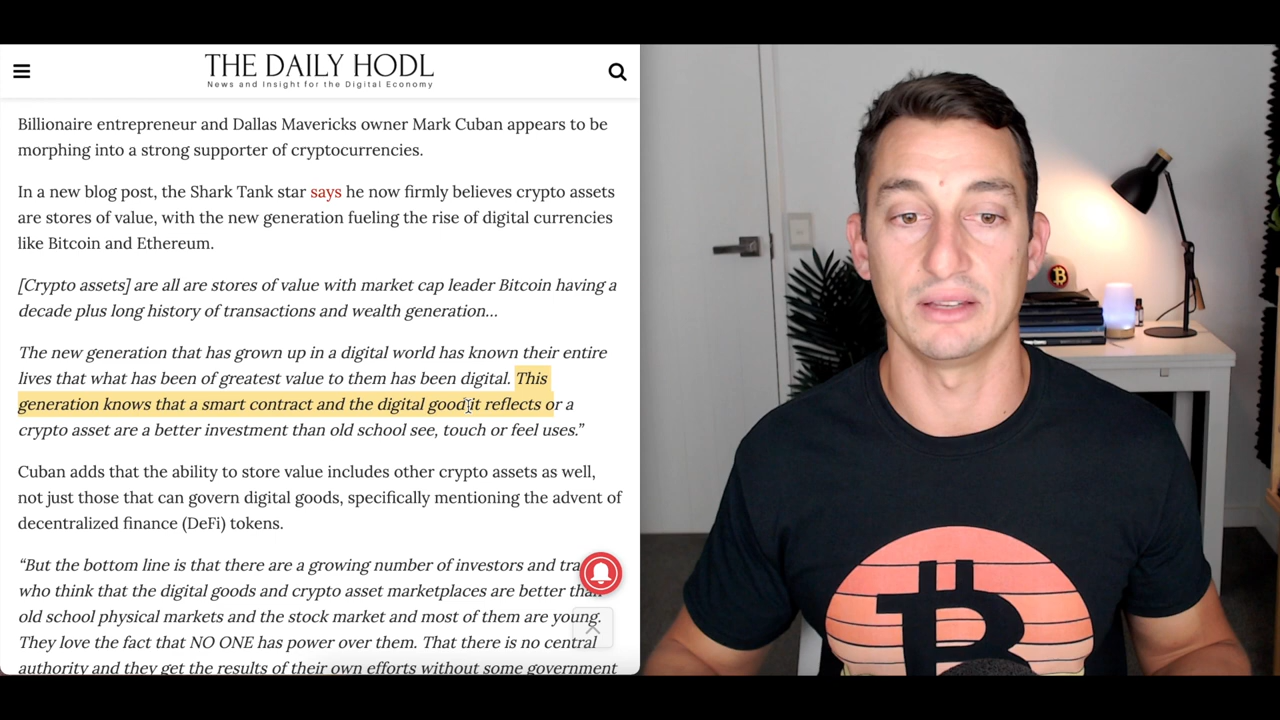 THE DAILY HODL
News and Insight for the Digital Economy
Billionaire entrepreneur and Dallas Mavericks owner Mark Cuban appears to be
morphing into a strong supporter of cryptocurrencies.
In a new blog post, the Shark Tank star says he now firmly believes crypto assets
are stores of value, with the new generation fueling the rise of digital currencies
like Bitcoin and Ethereum.
[Crypto assets] are all are stores of value with market cap leader Bitcoin having a
decade plus long history of transactions and wealth generation…
The new generation that has grown up in a digital world has known their entire
lives that what has been of greatest value to them has been digital. This
generation knows that a smart contract and the digital good it reflects or a
crypto asset are a better investment than old school see, touch or feel uses.”
Cuban adds that the ability to store value includes other crypto assets as well,
not just those that can govern digital goods, specifically mentioning the advent of
decentralized finance (DeFi) tokens.
“But the bottom line is that there are a growing number of investors and
who think that the digital goods and crypto asset marketplaces are better than
old school physical markets and the stock market and most of them are young.
They love the fact that NO ONE has power over them. That there is no central
authority and they get the results of their own efforts without some government